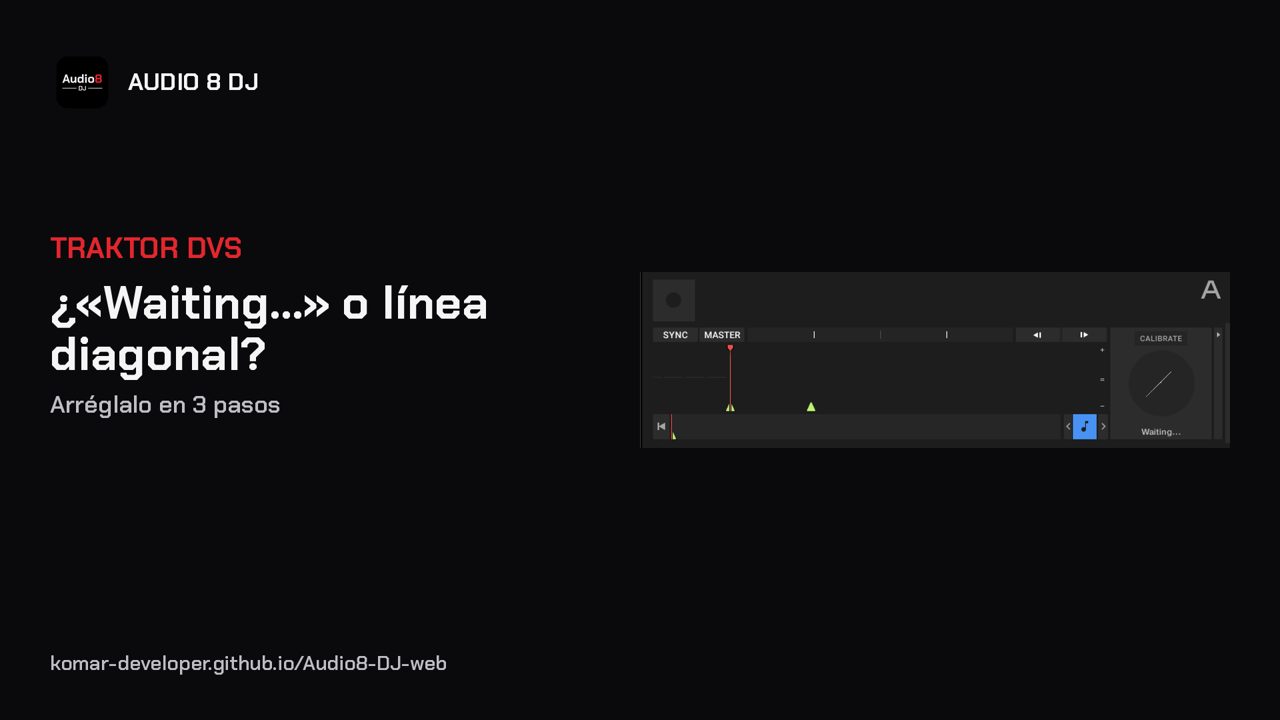 Audio8
DJ
AUDIO 8 DJ
TRAKTOR DVS
¿«Waiting...» o línea
diagonal?
Arréglalo en 3 pasos
A
SYNC
MASTER
CALIBRATE
Waiting...
komar-developer.github.io/Audio8-DJ-web